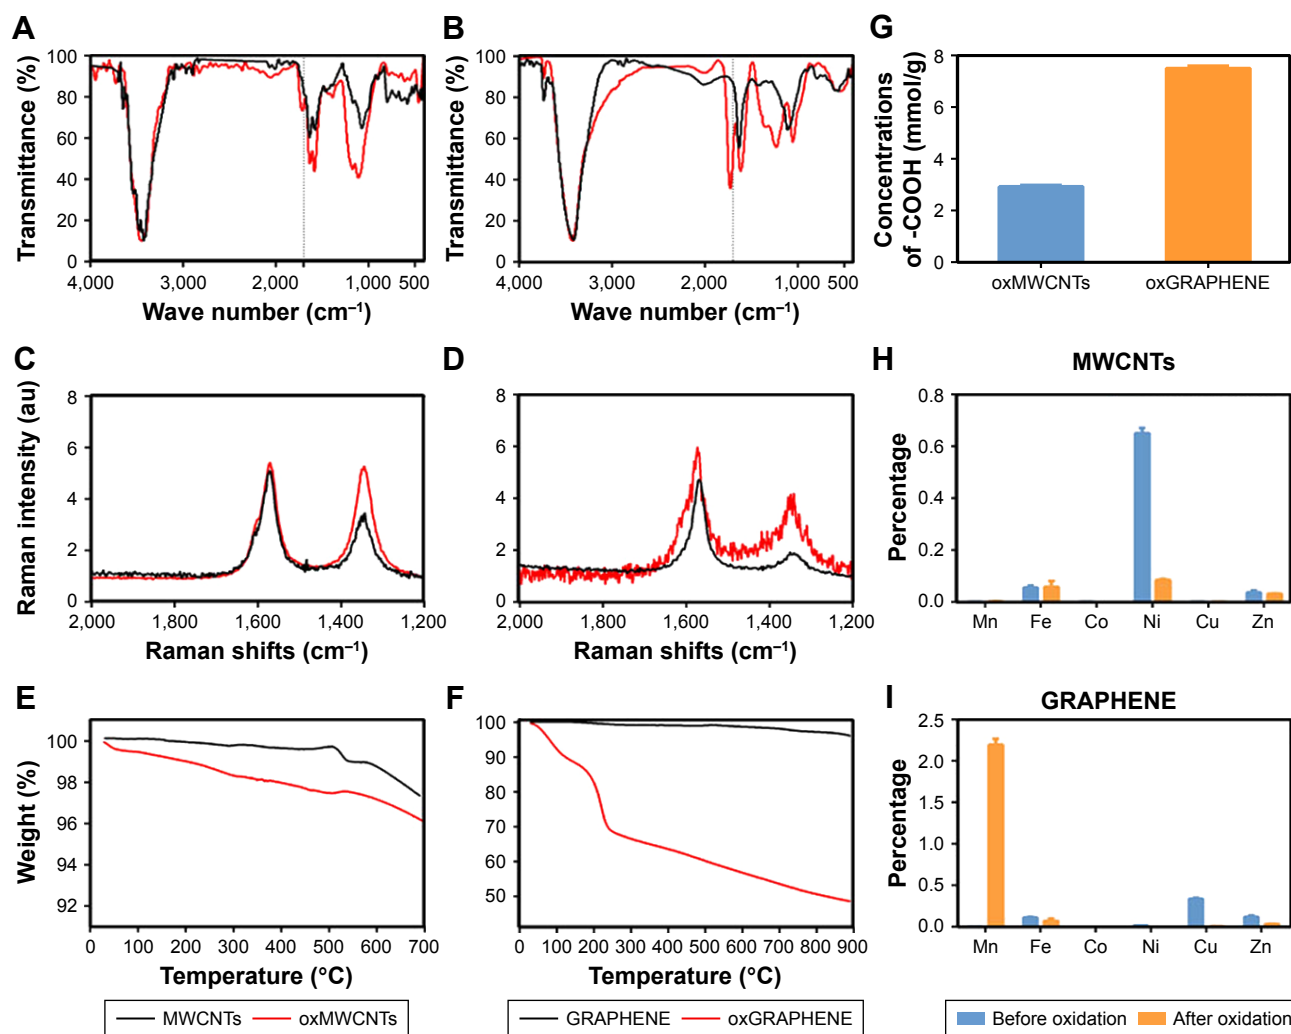 A
Transmittance (%)
100
80
60
40
20
0
4,000 3,000 2,000 1,000 500
Wave number (cm⁻¹)
B
Transmittance (%)
100
80
60
40
20
0
4,000 3,000 2,000 1,000 500
Wave number (cm⁻¹)
G
Concentrations
of -COOH (mmol/g)
8
6
4
2
0
oxMWCNTs oxGRAPHENE
C
Raman intensity (au)
8
6
4
2
0
2,000 1,800 1,600 1,400 1,200
Raman shifts (cm⁻¹)
D
8
6
4
2
0
2,000 1,800 1,600 1,400 1,200
Raman shifts (cm⁻¹)
H
MWCNTs
Percentage
0.8
0.6
0.4
0.2
0.0
Mn Fe Co Ni Cu Zn
E
Weight (%)
100
98
96
94
92
0 100 200 300 400 500 600 700
Temperature (°C)
MWCNTs oxMWCNTs
F
100
90
80
70
60
50
0 100 200 300 400 500 600 700 800 900
Temperature (°C)
GRAPHENE oxGRAPHENE
I
GRAPHENE
Percentage
2.5
2.0
1.5
1.0
0.5
0.0
Mn Fe Co Ni Cu Zn
Before oxidation After oxidation